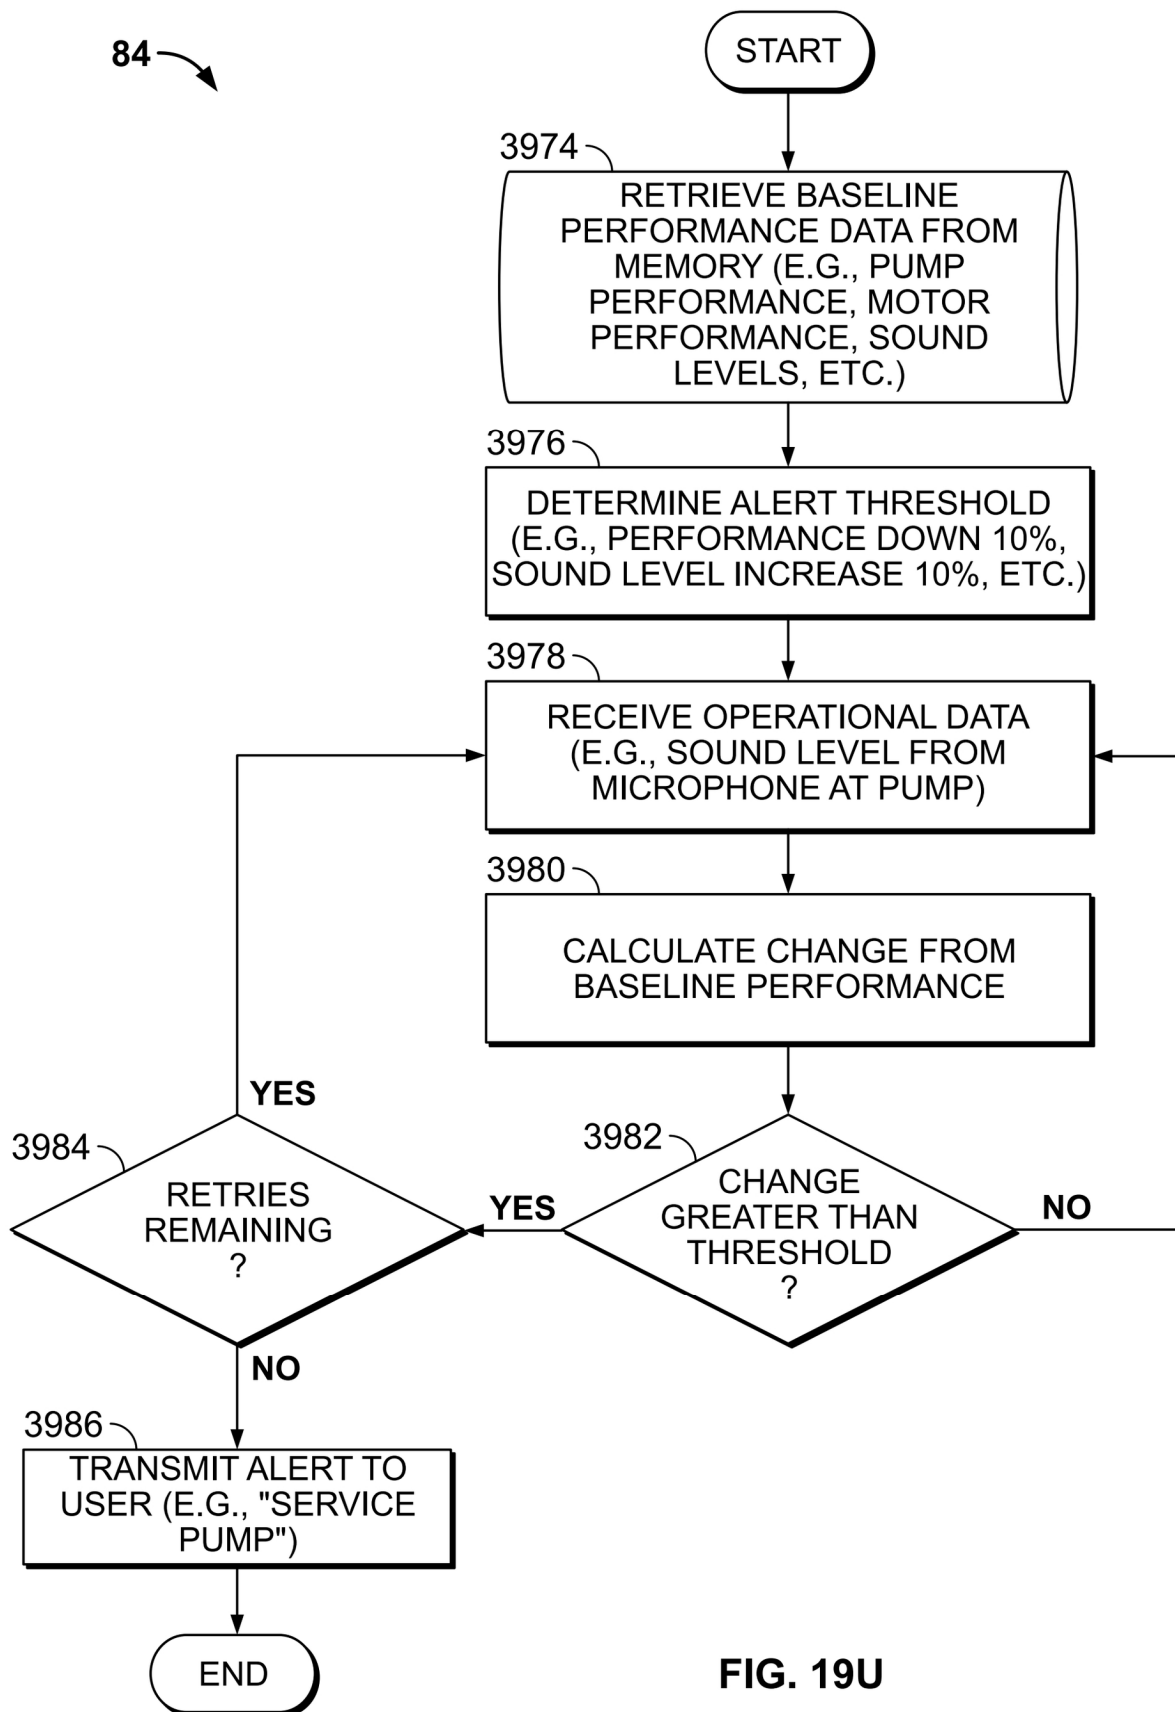 84
START
3974
RETRIEVE BASELINE
PERFORMANCE DATA FROM
MEMORY (E.G., PUMP
PERFORMANCE, MOTOR
PERFORMANCE, SOUND
LEVELS, ETC.)
3976
DETERMINE ALERT THRESHOLD
(E.G., PERFORMANCE DOWN 10%,
SOUND LEVEL INCREASE 10%, ETC.)
3978
RECEIVE OPERATIONAL DATA
(E.G., SOUND LEVEL FROM
MICROPHONE AT PUMP)
3980
CALCULATE CHANGE FROM
BASELINE PERFORMANCE
3982
CHANGE
GREATER THAN
THRESHOLD
?
NO
YES
3984
RETRIES
REMAINING
?
YES
NO
3986
TRANSMIT ALERT TO
USER (E.G., "SERVICE
PUMP")
END
FIG. 19U